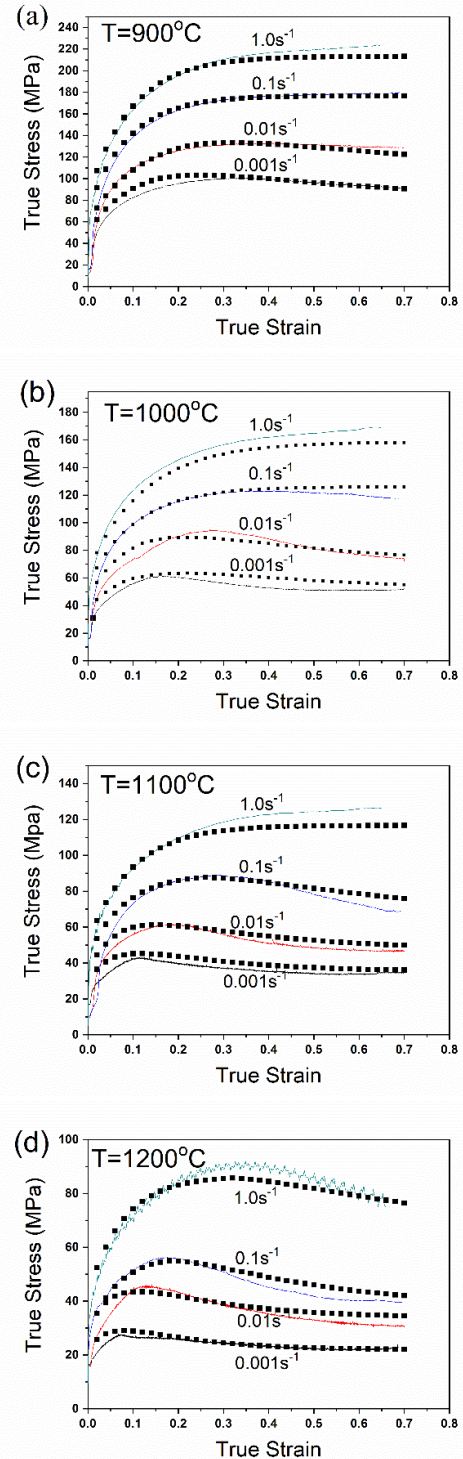 (a)
T=900°C
True Stress (MPa)
240
220
200
180
160
140
120
100
80
60
40
20
0
1.0s⁻¹
0.1s⁻¹
0.01s⁻¹
0.001s⁻¹
0.0 0.1 0.2 0.3 0.4 0.5 0.6 0.7 0.8
True Strain
(b)
T=1000°C
True Stress (MPa)
180
160
140
120
100
80
60
40
20
0
1.0s⁻¹
0.1s⁻¹
0.01s⁻¹
0.001s⁻¹
0.0 0.1 0.2 0.3 0.4 0.5 0.6 0.7 0.8
True Strain
(c)
T=1100°C
True Stress (Mpa)
140
120
100
80
60
40
20
0
1.0s⁻¹
0.1s⁻¹
0.01s⁻¹
0.001s⁻¹
0.0 0.1 0.2 0.3 0.4 0.5 0.6 0.7 0.8
True Strain
(d)
T=1200°C
True Stress (MPa)
100
80
60
40
20
0
1.0s⁻¹
0.1s⁻¹
0.01s
0.001s⁻¹
0.0 0.1 0.2 0.3 0.4 0.5 0.6 0.7 0.8
True Strain